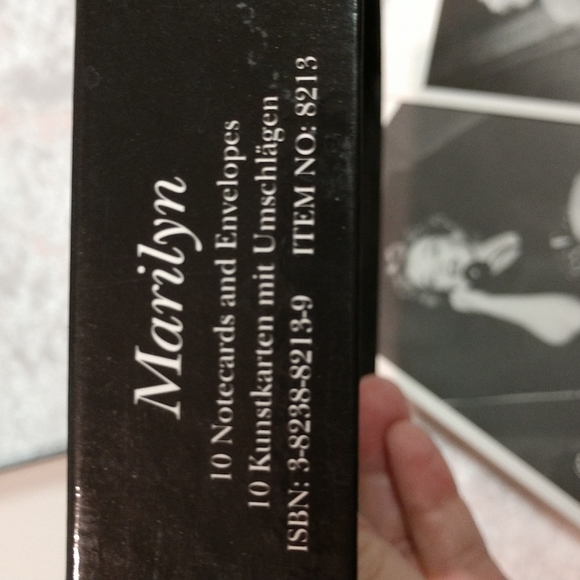 Marilyn
10 Notecards and Envelopes
10 Kunstkarten mit Umschlägen
ISBN: 3-8238-8213-9 ITEM NO: 8213